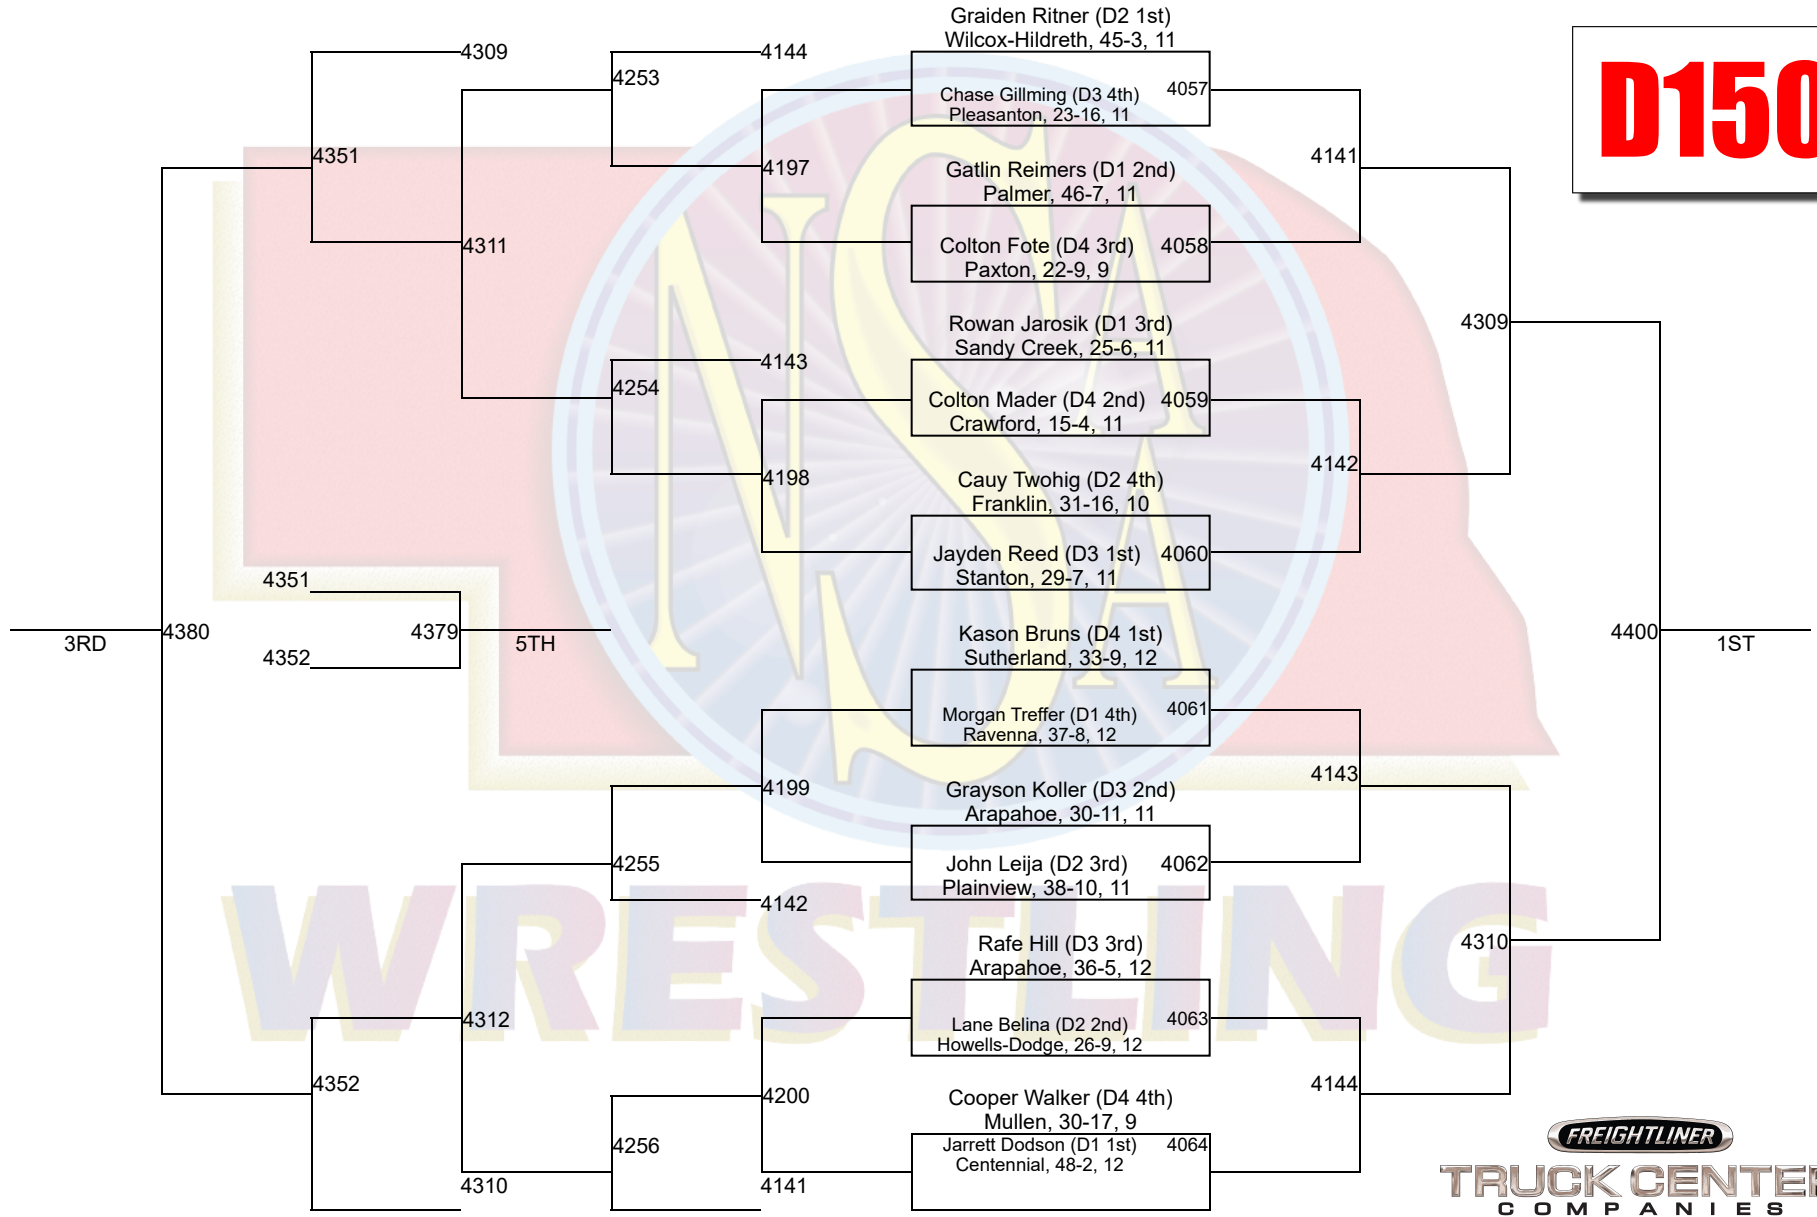 Graiden Ritner (D2 1st)
Wilcox-Hildreth, 45-3, 11
4309
4144
4253
Chase Gillming (D3 4th)
Pleasanton, 23-16, 11
4057
D150
4351
4197
Gatlin Reimers (D1 2nd)
Palmer, 46-7, 11
4141
4311
Colton Fote (D4 3rd)
Paxton, 22-9, 9
4058
Rowan Jarosik (D1 3rd)
Sandy Creek, 25-6, 11
4309
4143
4254
Colton Mader (D4 2nd)
Crawford, 15-4, 11
4059
4198
Cauy Twohig (D2 4th)
Franklin, 31-16, 10
4142
Jayden Reed (D3 1st)
Stanton, 29-7, 11
4060
4351
3RD
4380
4352
4379
5TH
Kason Bruns (D4 1st)
Sutherland, 33-9, 12
4400
1ST
Morgan Treffer (D1 4th)
Ravenna, 37-8, 12
4061
4199
Grayson Koller (D3 2nd)
Arapahoe, 30-11, 11
4143
4255
John Leija (D2 3rd)
Plainview, 38-10, 11
4062
4142
Rafe Hill (D3 3rd)
Arapahoe, 36-5, 12
4310
4312
Lane Belina (D2 2nd)
Howells-Dodge, 26-9, 12
4063
4352
4200
Cooper Walker (D4 4th)
Mullen, 30-17, 9
4144
4256
Jarrett Dodson (D1 1st)
Centennial, 48-2, 12
4064
4310
4141
NSAA
WRESTLING
FREIGHTLINER
TRUCK CENTER
COMPANIES